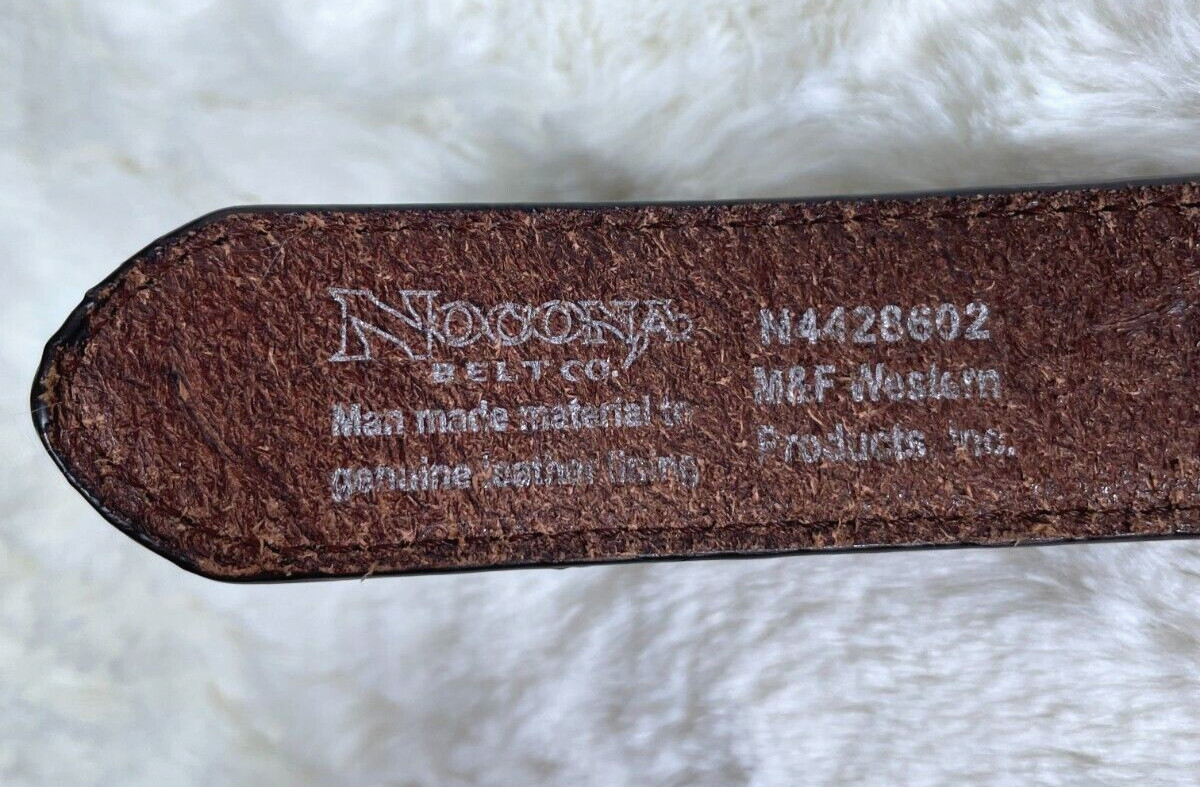 NOCONA
BELT CO.
Man made material to
genuine leather lining
N4428602
M&F Western
Products, Inc.